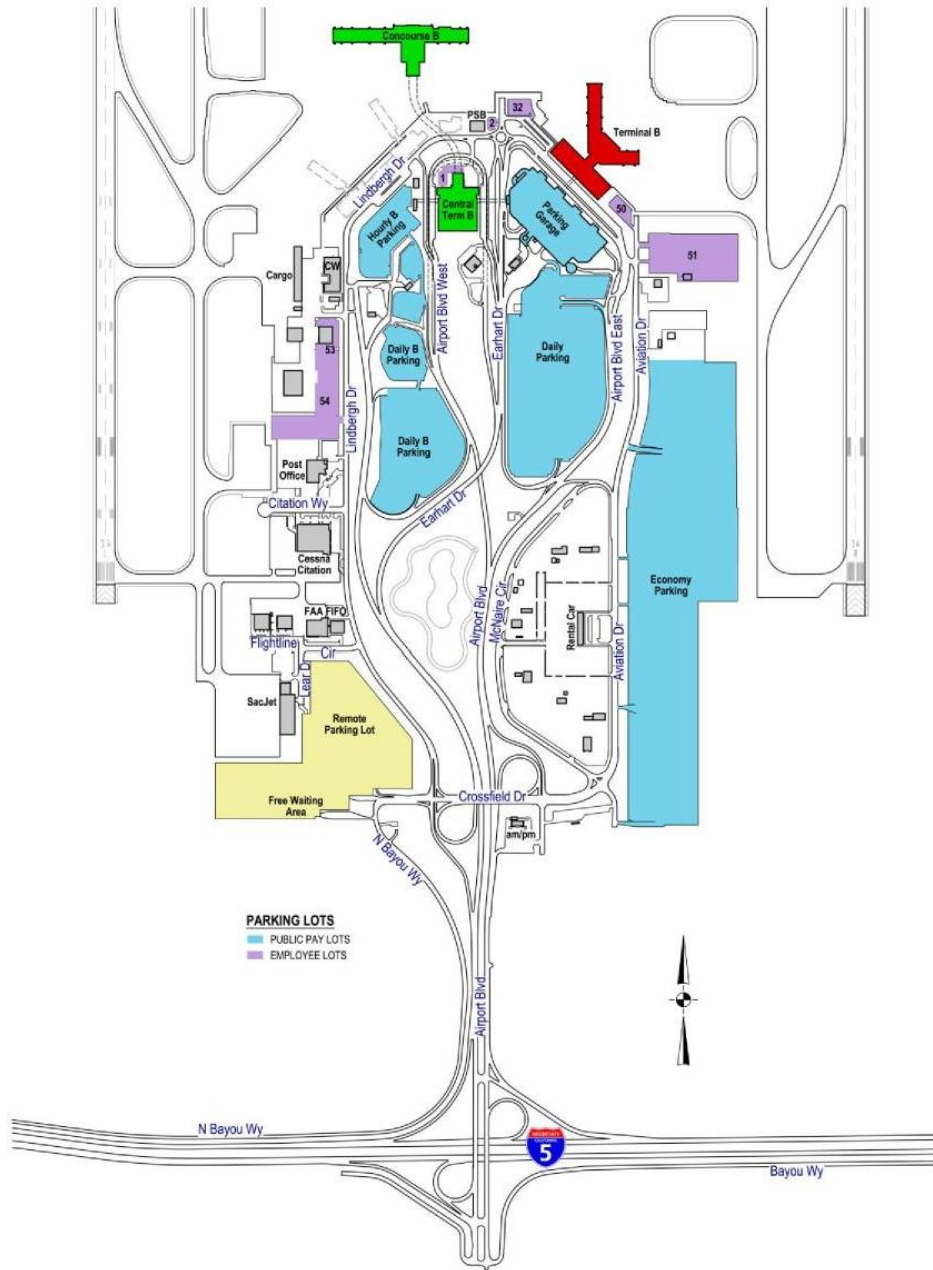 Concourse B
32
PSB
2
Terminal B
Lindbergh Dr
1
Central
Term B
Hourly B
Parking
Parking
Garage
50
51
CW
Cargo
Airport Blvd West
Earhart Dr
Airport Blvd East
Aviation Dr
53
Daily B
Parking
Daily
Parking
54
Lindbergh Dr
Daily B
Parking
Post
Office
Citation Wy
Earhart Dr
34
34
Cessna
Citation
Economy
Parking
Airport Blvd
McNaire Cir
Rental Car
Aviation Dr
FAA
FIFO
Flightline
Cir
Lear Dr
SacJet
Remote
Parking Lot
Free Waiting
Area
Crossfield Dr
am/pm
N Bayou Wy
PARKING LOTS
PUBLIC PAY LOTS
EMPLOYEE LOTS
Airport Blvd
N Bayou Wy
INTERSTATE
CALIFORNIA
5
Bayou Wy